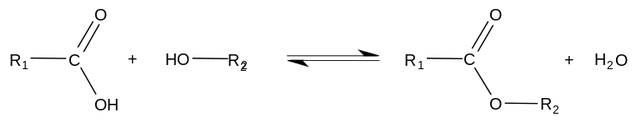 O
R1 C + HO R2 ⇌ R1 C + H2O
OH
O
O R2